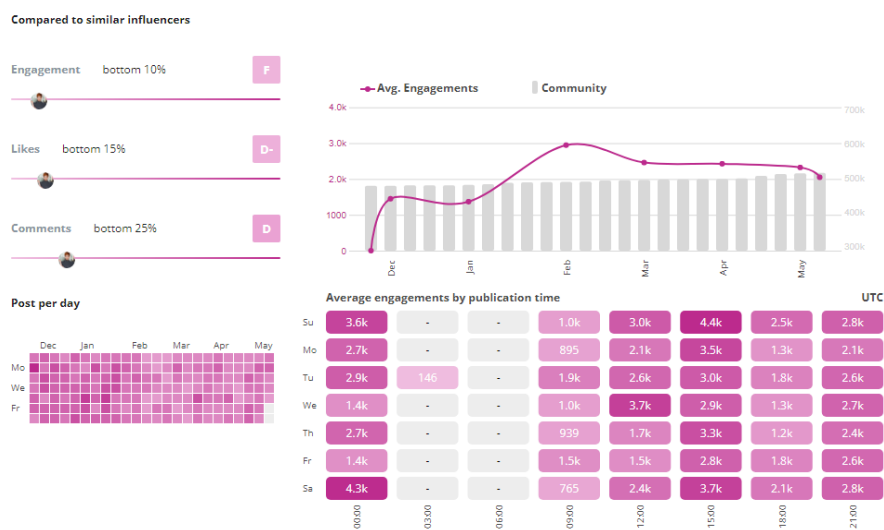 Compared to similar influencers
Engagement bottom 10% F
Likes bottom 15% D-
Comments bottom 25% D
Post per day
Dec Jan Feb Mar Apr May
Mo
We
Fr
Avg. Engagements Community
4.0k 700k
3.0k 600k
2.0k 500k
1000 400k
0 300k
Dec Jan Feb Mar Apr May
Average engagements by publication time UTC
Su 3.6k - - 1.0k 3.0k 4.4k 2.5k 2.8k
Mo 2.7k - - 895 2.1k 3.5k 1.3k 2.1k
Tu 2.9k 146 - 1.9k 2.6k 3.0k 1.8k 2.6k
We 1.4k - - 1.0k 3.7k 2.9k 1.3k 2.7k
Th 2.7k - - 939 1.7k 3.3k 1.2k 2.4k
Fr 1.4k - - 1.5k 1.5k 2.8k 1.8k 2.6k
Sa 4.3k - - 765 2.4k 3.7k 2.1k 2.8k
00:00 03:00 06:00 09:00 12:00 15:00 18:00 21:00